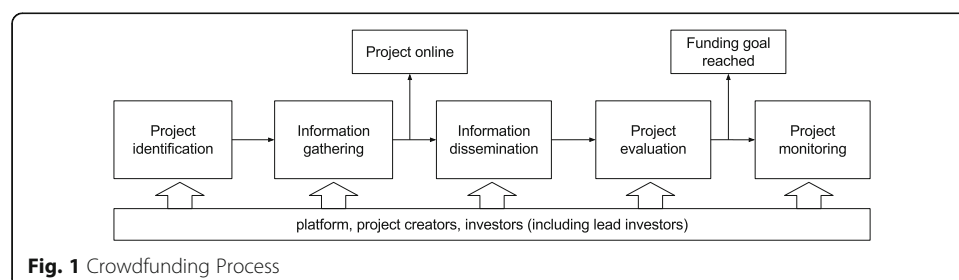 Project online
Funding goal
reached
Project
identification
Information
gathering
Information
dissemination
Project
evaluation
Project
monitoring
platform, project creators, investors (including lead investors)
Fig. 1 Crowdfunding Process